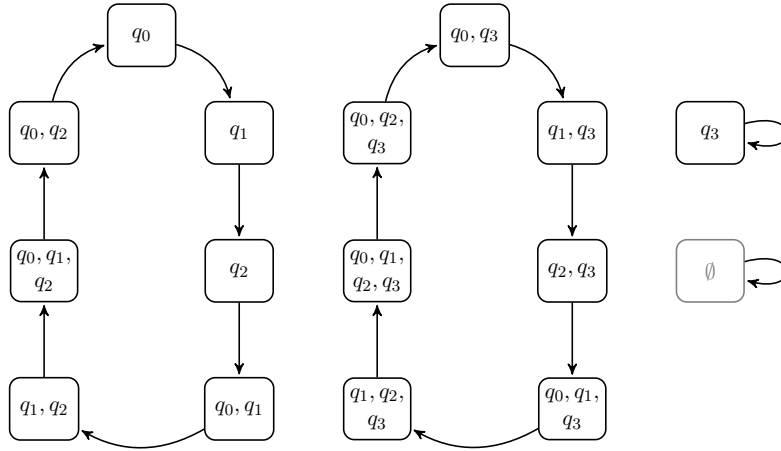 q₀
q₀, q₃
q₀, q₂
q₁
q₀, q₂,
q₃
q₁, q₃
q₃
q₀, q₁,
q₂
q₂
q₀, q₁,
q₂, q₃
q₂, q₃
∅
q₁, q₂
q₀, q₁
q₁, q₂,
q₃
q₀, q₁,
q₃